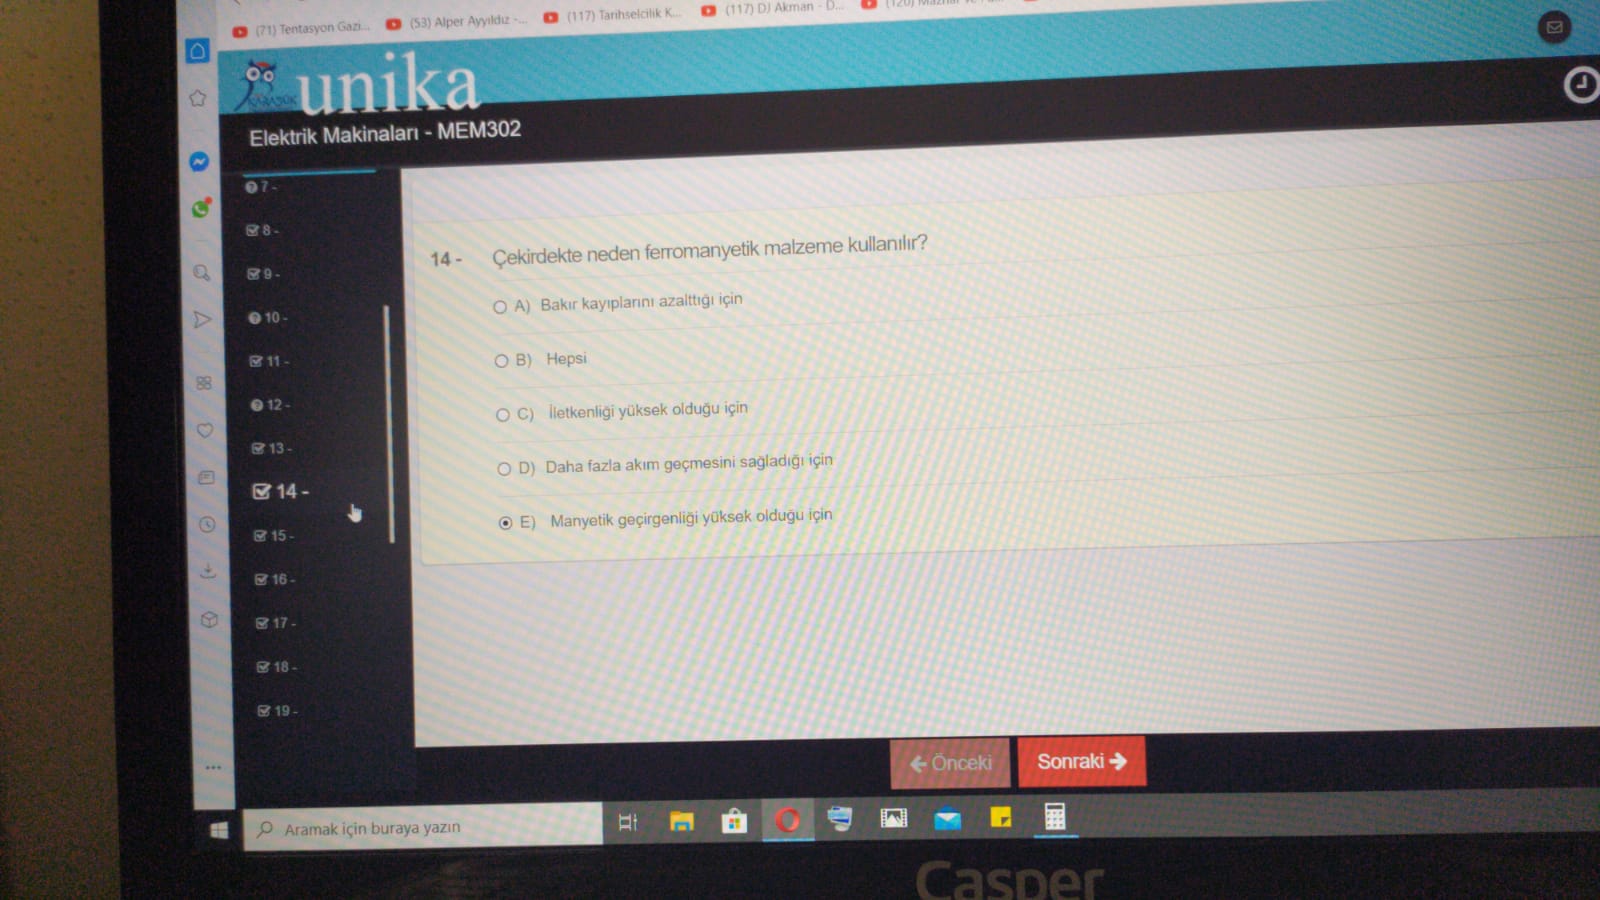 (71) Tentasyon Gazi...
(53) Alper Ayyıldız -...
(117) Tarihselcilik K...
(117) DJ Akman - D...
KARABÜK
unika
Elektrik Makinaları - MEM302
7 -
8 -
9 -
10 -
11 -
12 -
13 -
14 -
15 -
16 -
17 -
18 -
19 -
14 - Çekirdekte neden ferromanyetik malzeme kullanılır?
A) Bakır kayıplarını azalttığı için
B) Hepsi
C) İletkenliği yüksek olduğu için
D) Daha fazla akım geçmesini sağladığı için
E) Manyetik geçirgenliği yüksek olduğu için
Önceki
Sonraki
Aramak için buraya yazın
Casper